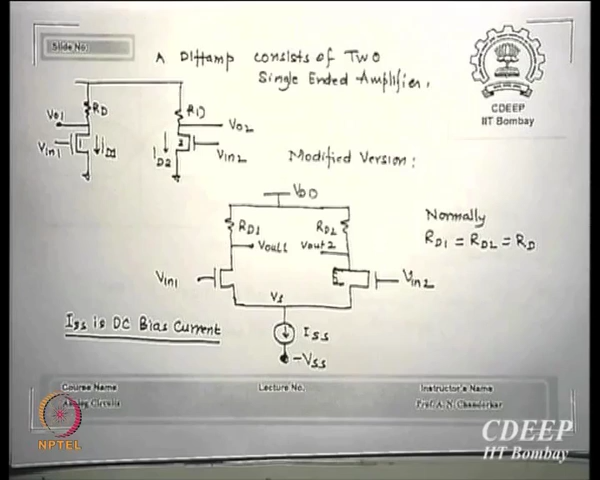 Slide No:
A Diffamp consists of Two
Single Ended Amplifier.
CDEEP
IIT Bombay
RD
RD
Vo1
Vo2
Vin1
1
ID1
ID2
2
Vin2
Modified Version:
VDD
RD1
RD2
Normally
RD1 = RD2 = RD
Vout1
Vout2
Vin1
Vin2
Vs
ISS is DC Bias Current
ISS
-VSS
Course Name
Lecture No.
Instructor's Name
Analog Circuits
Prof. A. N. Chandorkar
NPTEL
CDEEP
IIT Bombay